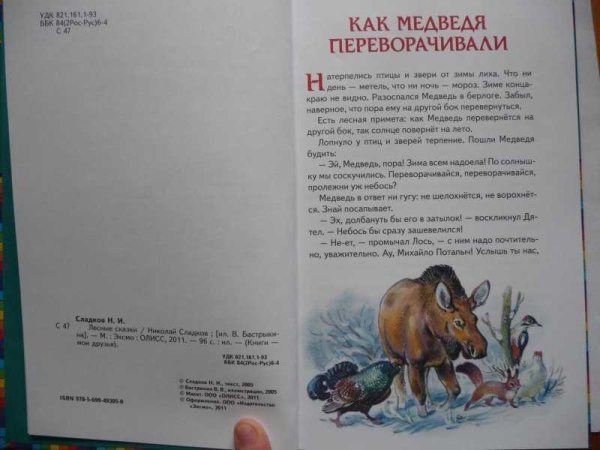 УДК 821.161.1-93
ББК 84(2Рос-Рус)6-4
С 47
Сладков Н. И.
С 47 Лесные сказки / Николай Сладков ; [ил. В. Бастрыки-
на]. — М. : Эксмо : ОЛИСС, 2011. — 96 с. : ил. — (Книги —
мои друзья).
УДК 821.161.1-93
ББК 84(2Рос-Рус)6-4
© Сладков Н. И., текст, 2005
© Бастрыкин В. В., иллюстрации, 2005
© Макет. ООО «ОЛИСС», 2011
© Оформление. ООО «Издательство
«Эксмо», 2011
ISBN 978-5-699-49395-8
КАК МЕДВЕДЯ
ПЕРЕВОРАЧИВАЛИ
Натерпелись птицы и звери от зимы лиха. Что ни
день — метель, что ни ночь — мороз. Зиме конца-
краю не видно. Разоспался Медведь в берлоге. Забыл,
наверное, что пора ему на другой бок перевернуться.
Есть лесная примета: как Медведь перевернётся на
другой бок, так солнце повернёт на лето.
Лопнуло у птиц и зверей терпение. Пошли Медведя
будить:
— Эй, Медведь, пора! Зима всем надоела! По солныш-
ку мы соскучились. Переворачивайся, переворачивайся,
пролежни уж небось?
Медведь в ответ ни гугу: не шелохнётся, не ворохнёт-
ся. Знай посапывает.
— Эх, долбануть бы его в затылок! — воскликнул Дя-
тел. — Небось бы сразу зашевелился!
— Не-ет, — промычал Лось, — с ним надо почтитель-
но, уважительно. Ау, Михайло Потапыч! Услышь ты нас,